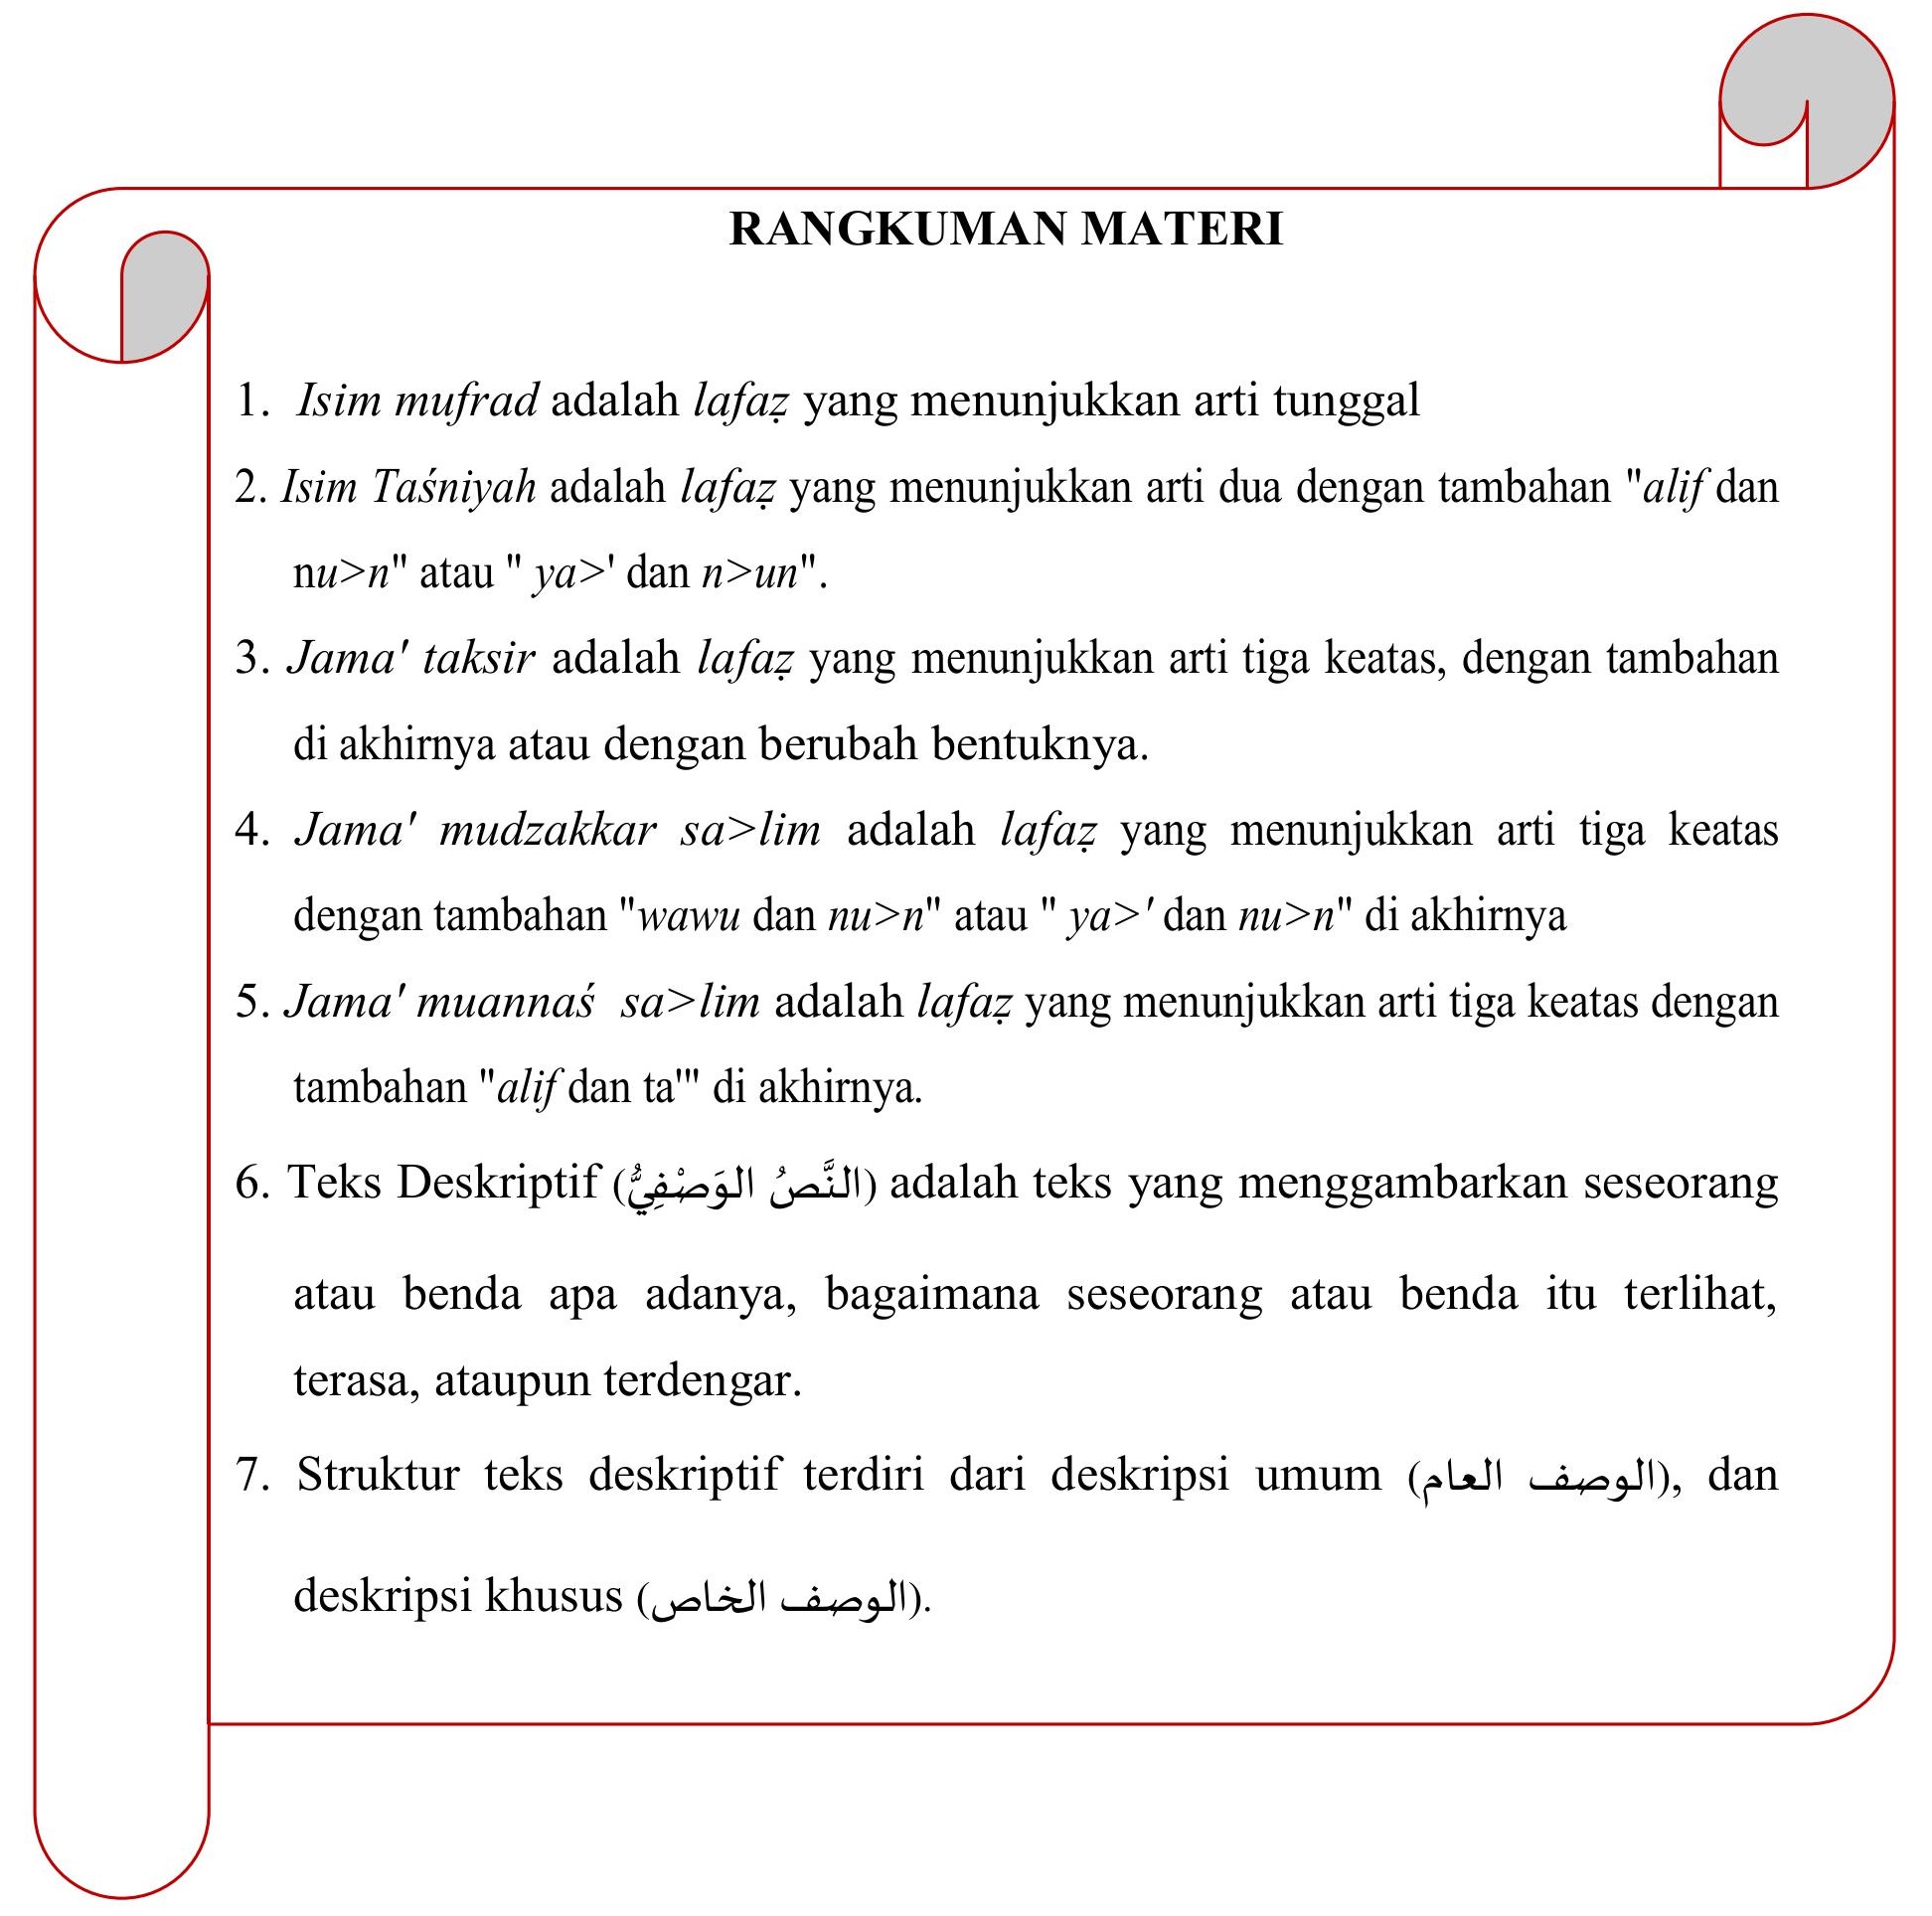 RANGKUMAN MATERI
1. Isim mufrad adalah lafaẓ yang menunjukkan arti tunggal
2. Isim Taśniyah adalah lafaẓ yang menunjukkan arti dua dengan tambahan "alif dan
nu>n" atau " ya>' dan n>un".
3. Jama' taksir adalah lafaẓ yang menunjukkan arti tiga keatas, dengan tambahan
di akhirnya atau dengan berubah bentuknya.
4. Jama' mudzakkar sa>lim adalah lafaẓ yang menunjukkan arti tiga keatas
dengan tambahan "wawu dan nu>n" atau " ya>' dan nu>n" di akhirnya
5. Jama' muannaś sa>lim adalah lafaẓ yang menunjukkan arti tiga keatas dengan
tambahan "alif dan ta'" di akhirnya.
6. Teks Deskriptif (النَّصُ الوَصْفِيُّ) adalah teks yang menggambarkan seseorang
atau benda apa adanya, bagaimana seseorang atau benda itu terlihat,
terasa, ataupun terdengar.
7. Struktur teks deskriptif terdiri dari deskripsi umum (الوصف العام), dan
deskripsi khusus (الوصف الخاص).